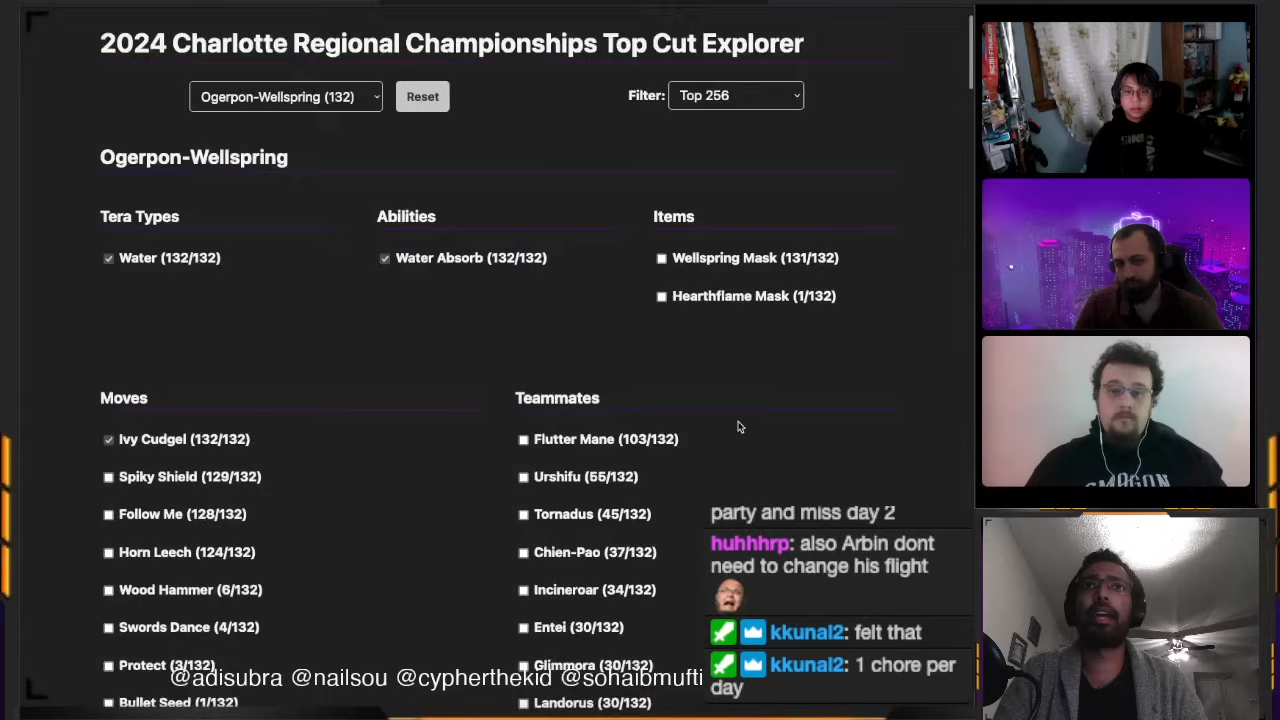 2024 Charlotte Regional Championships Top Cut Explorer
Ogerpon-Wellspring (132)
Reset
Filter:
Top 256
Ogerpon-Wellspring
Tera Types
Abilities
Items
Water (132/132)
Water Absorb (132/132)
Wellspring Mask (131/132)
Hearthflame Mask (1/132)
Moves
Ivy Cudgel (132/132)
Spiky Shield (129/132)
Follow Me (128/132)
Horn Leech (124/132)
Wood Hammer (6/132)
Swords Dance (4/132)
Protect (3/132)
Bullet Seed (1/132)
Teammates
Flutter Mane (103/132)
Urshifu (55/132)
Tornadus (45/132)
Chien-Pao (37/132)
Incineroar (34/132)
Entei (30/132)
Glimmora (30/132)
Landorus (30/132)
party and miss day 2
huhhhrp: also Arbin dont
need to change his flight
kkunal2: felt that
kkunal2: 1 chore per
day
@adisubra @nailsou @cypherthekid @sohaibmufti
SEMI-FINALIST
SMOGON